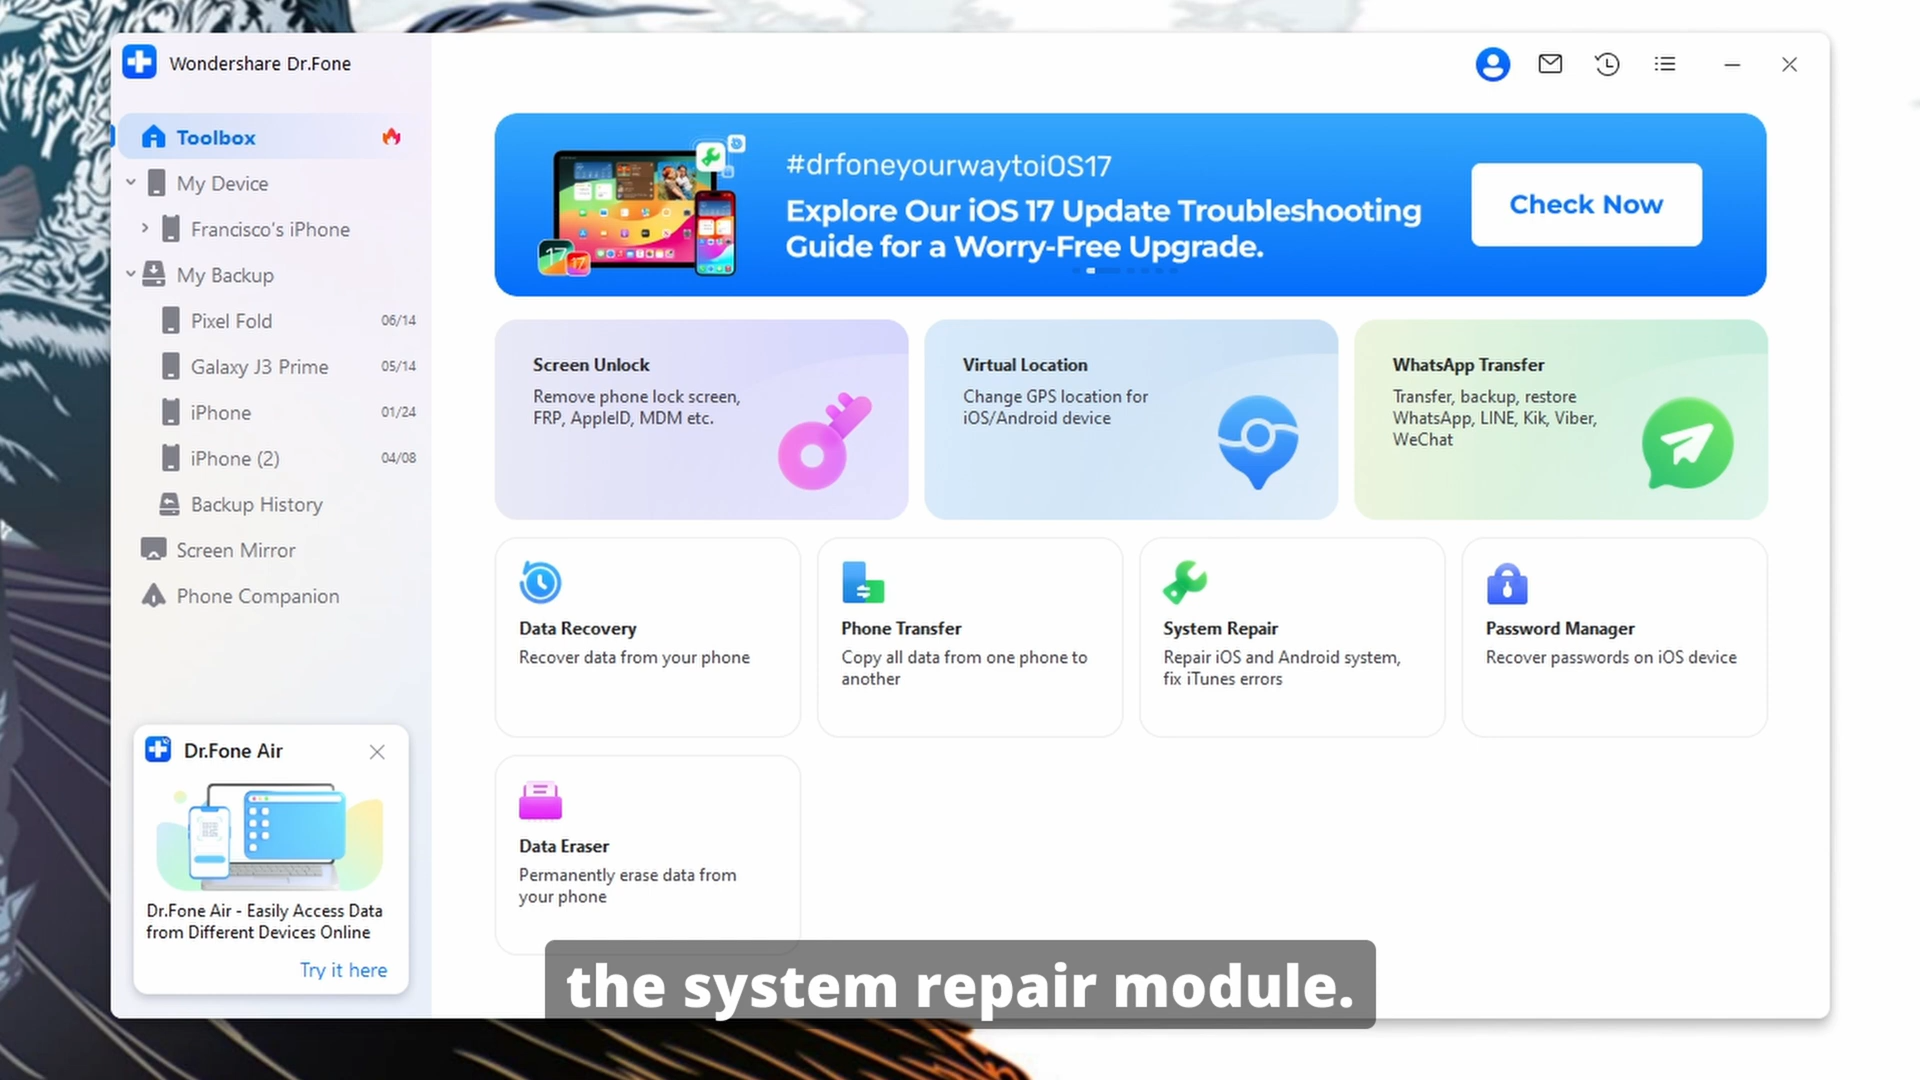 Wondershare Dr.Fone
Toolbox
My Device
Francisco's iPhone
My Backup
Pixel Fold 06/14
Galaxy J3 Prime 05/14
iPhone 01/24
iPhone (2) 04/08
Backup History
Screen Mirror
Phone Companion
Dr.Fone Air
Dr.Fone Air - Easily Access Data
from Different Devices Online
Try it here
#drfoneyourwaytoiOS17
Explore Our iOS 17 Update Troubleshooting
Guide for a Worry-Free Upgrade.
Check Now
17
17
Screen Unlock
Remove phone lock screen,
FRP, AppleID, MDM etc.
Virtual Location
Change GPS location for
iOS/Android device
WhatsApp Transfer
Transfer, backup, restore
WhatsApp, LINE, Kik, Viber,
WeChat
Data Recovery
Recover data from your phone
Phone Transfer
Copy all data from one phone to
another
System Repair
Repair iOS and Android system,
fix iTunes errors
Password Manager
Recover passwords on iOS device
Data Eraser
Permanently erase data from
your phone
the system repair module.